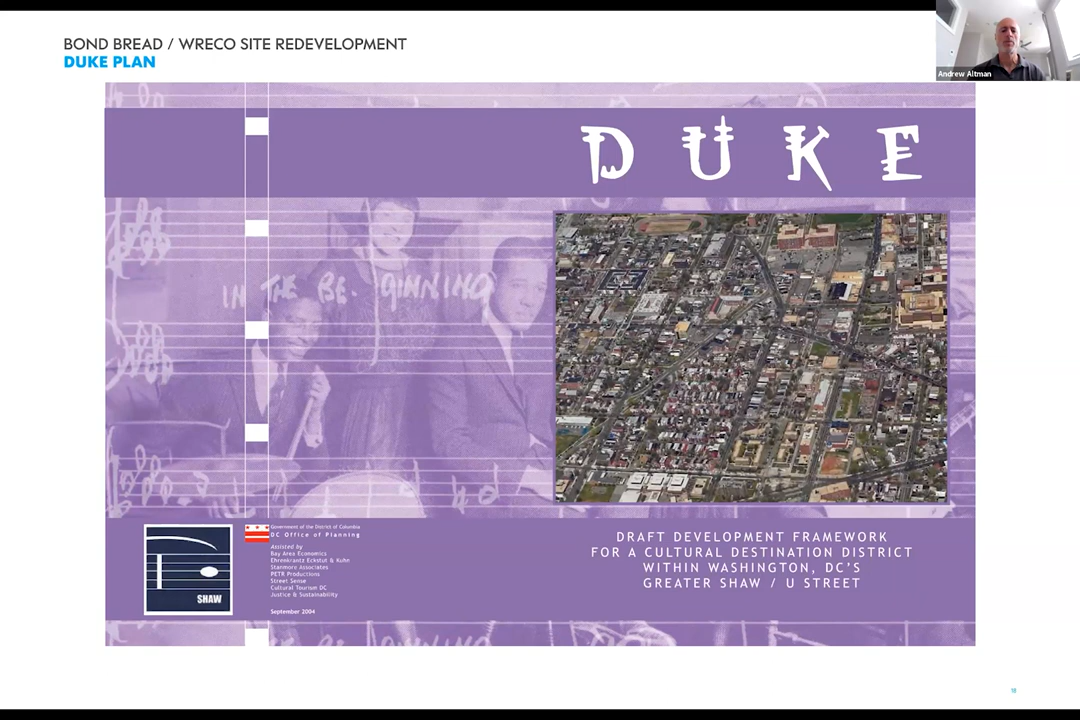 BOND BREAD / WRECO SITE REDEVELOPMENT
DUKE PLAN
Andrew Altman
DUKE
IN THE BE. GINNING
SHAW
Government of the District of Columbia
DC Office of Planning
Assisted by
Bay Area Economics
Ehrenkrantz Eckstut & Kuhn
Stanmore Associates
PETR Productions
Street Sense
Cultural Tourism DC
Justice & Sustainability
September 2004
DRAFT DEVELOPMENT FRAMEWORK
FOR A CULTURAL DESTINATION DISTRICT
WITHIN WASHINGTON, DC'S
GREATER SHAW / U STREET
18